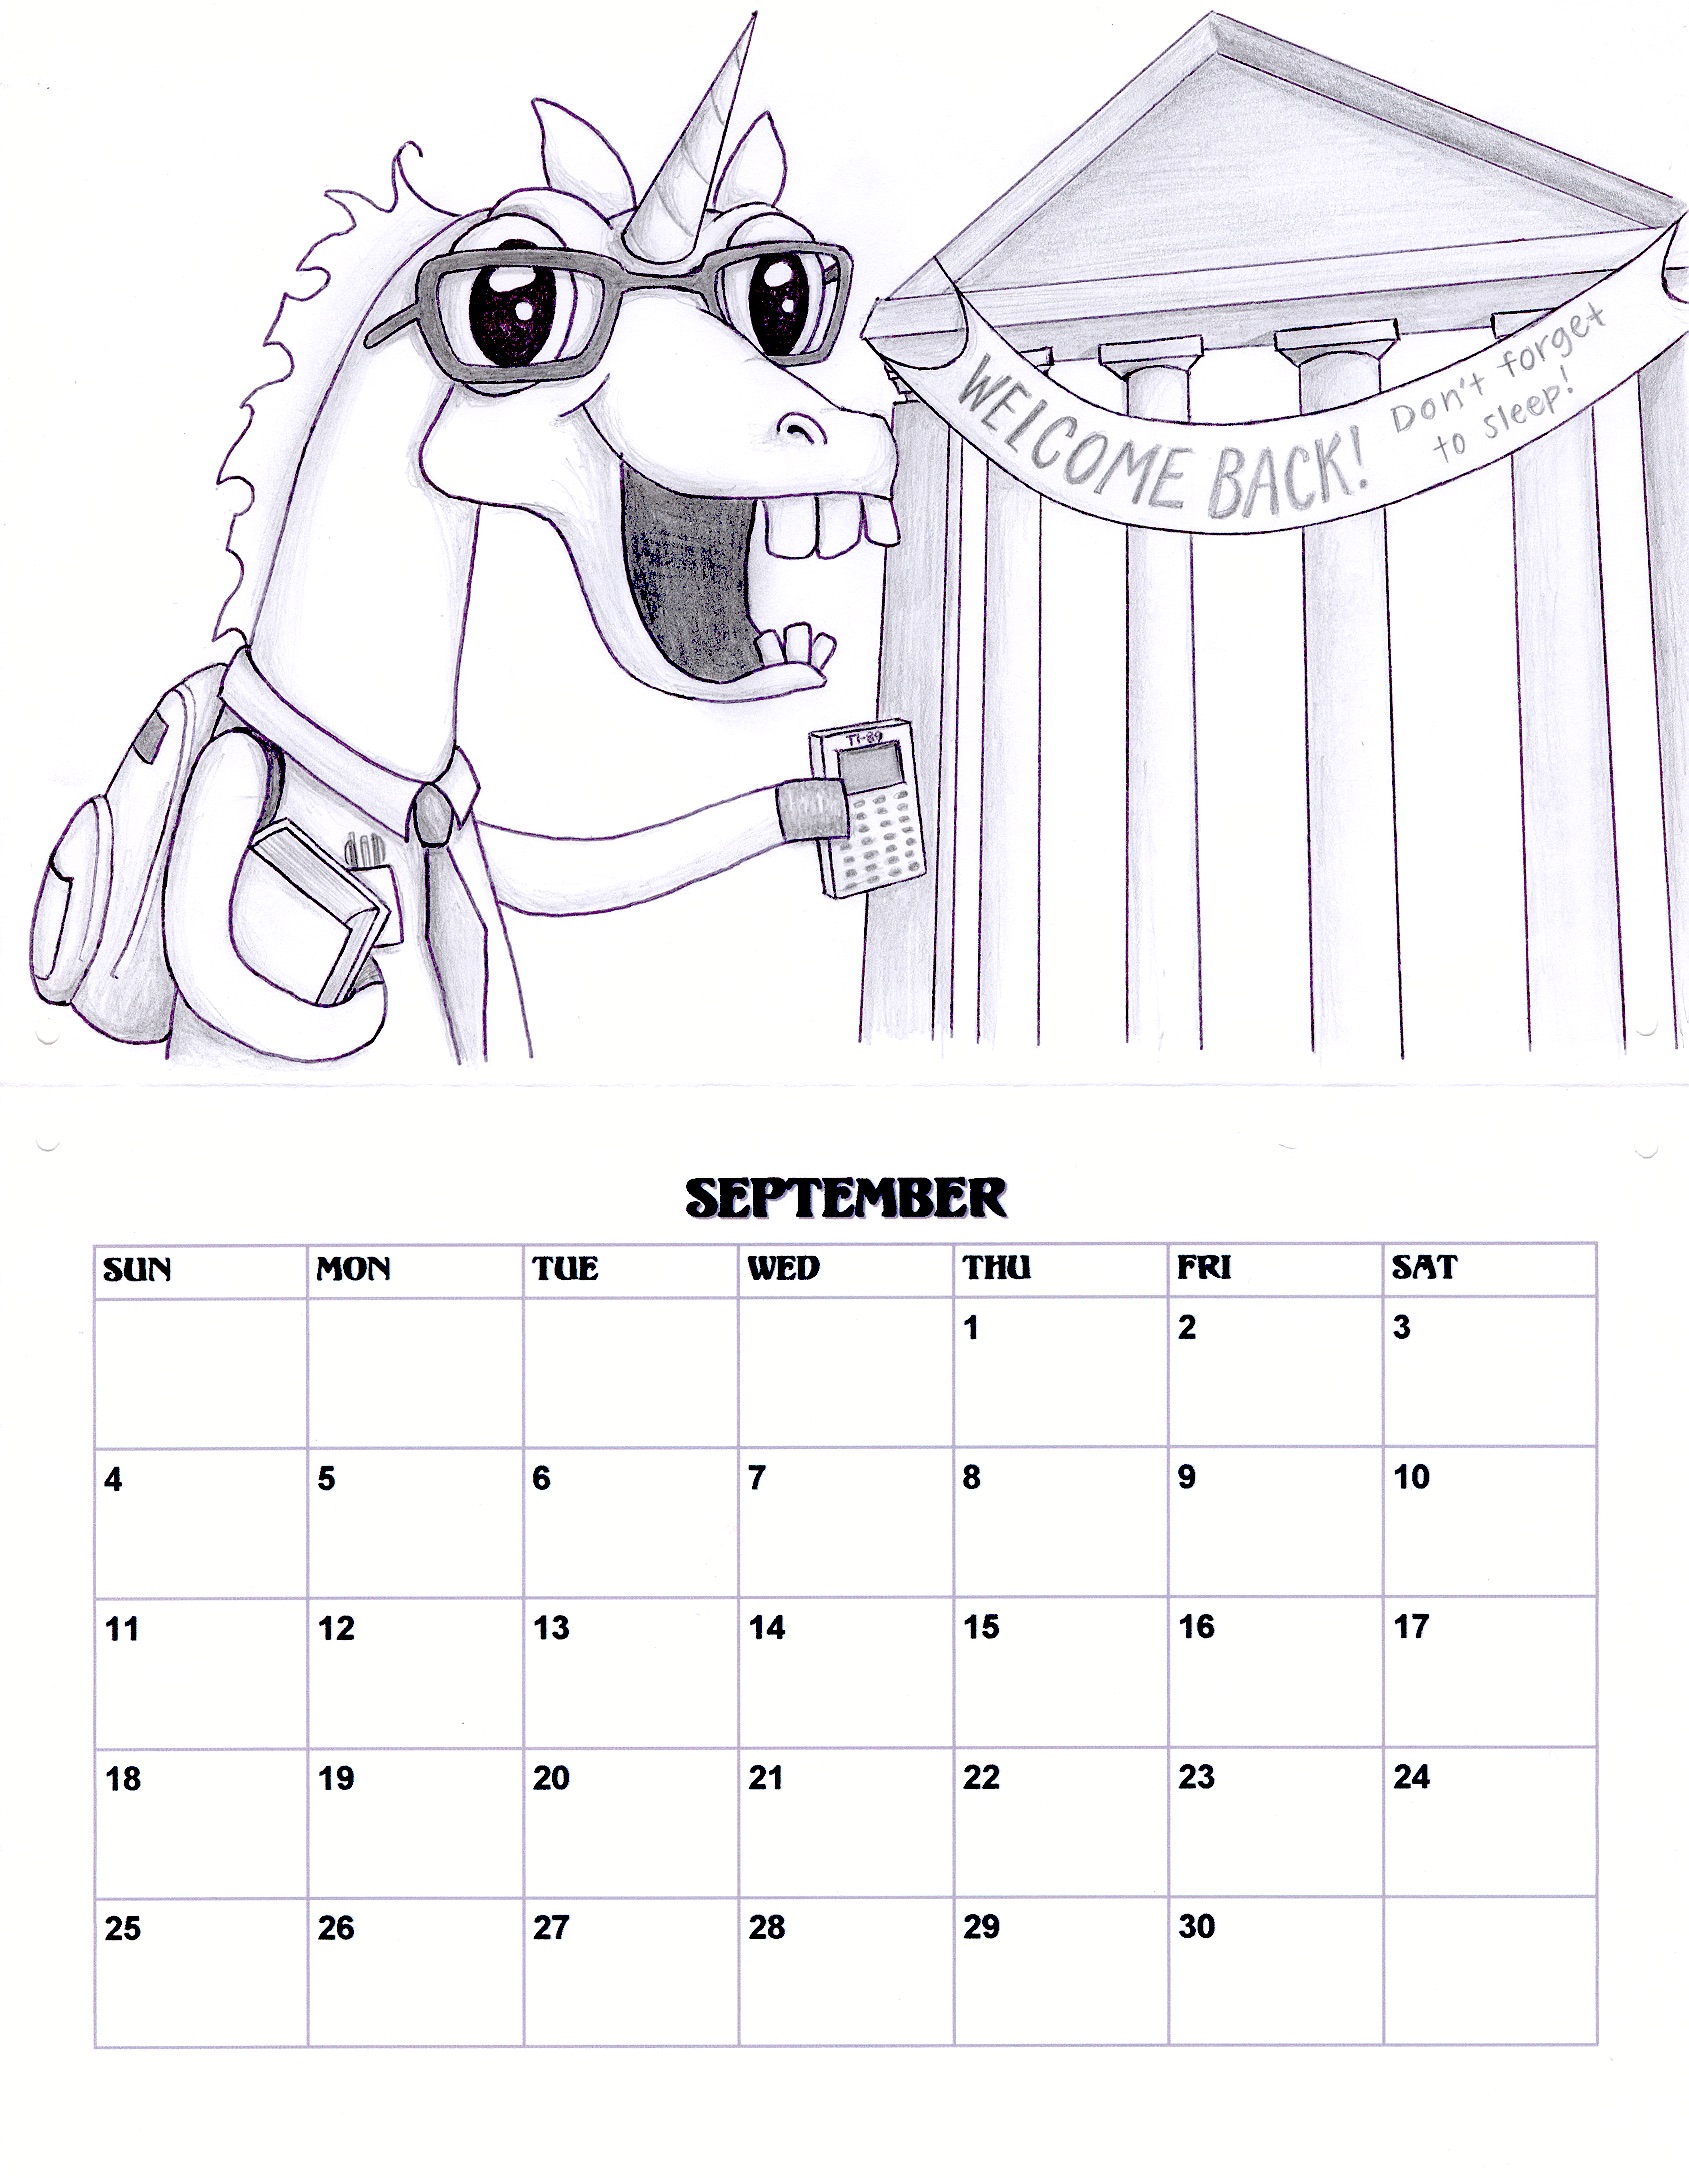 WELCOME BACK!
Don't forget
to sleep!
TI-89
SEPTEMBER
SUN MON TUE WED THU FRI SAT
1 2 3
4 5 6 7 8 9 10
11 12 13 14 15 16 17
18 19 20 21 22 23 24
25 26 27 28 29 30